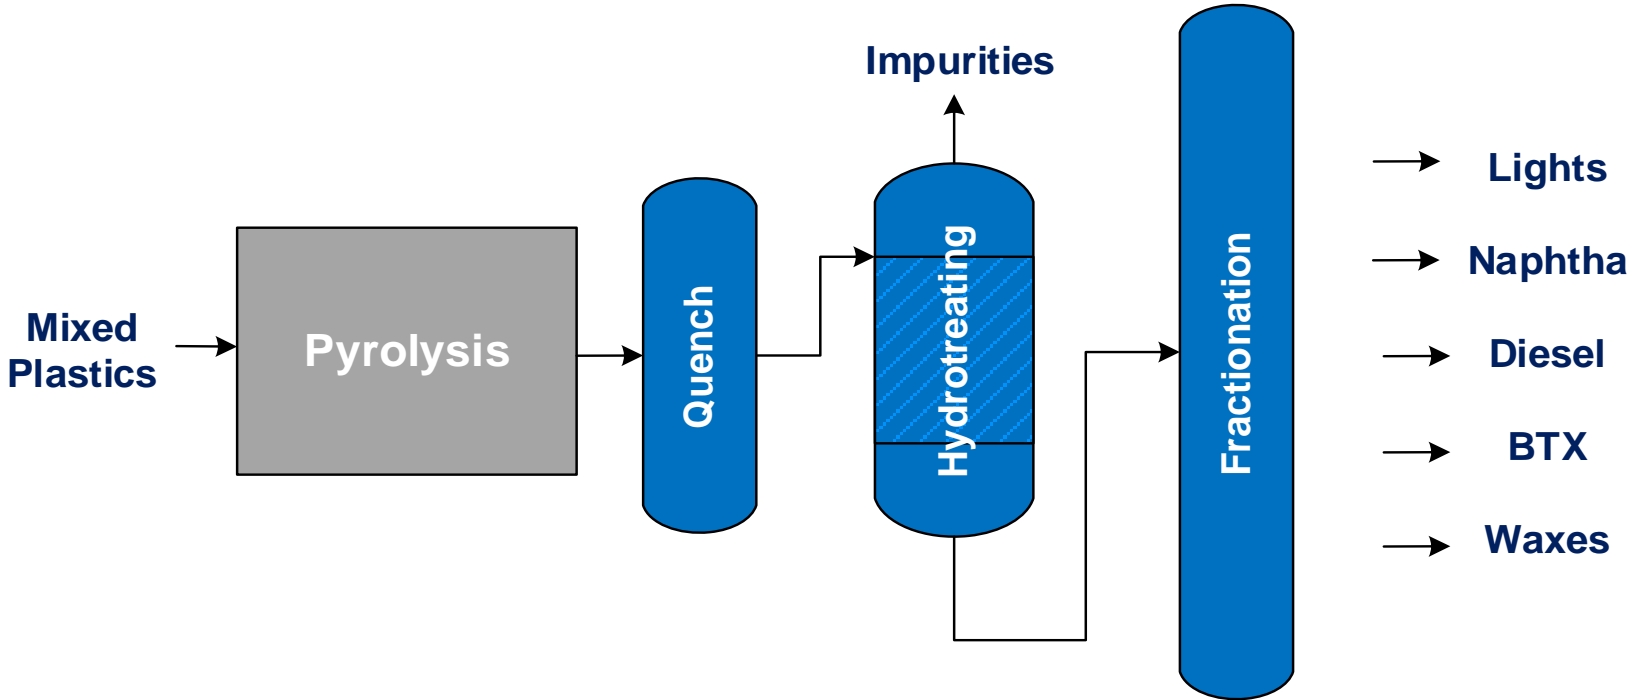 Mixed
Plastics
Pyrolysis
Quench
Impurities
Hydrotreating
Fractionation
Lights
Naphtha
Diesel
BTX
Waxes